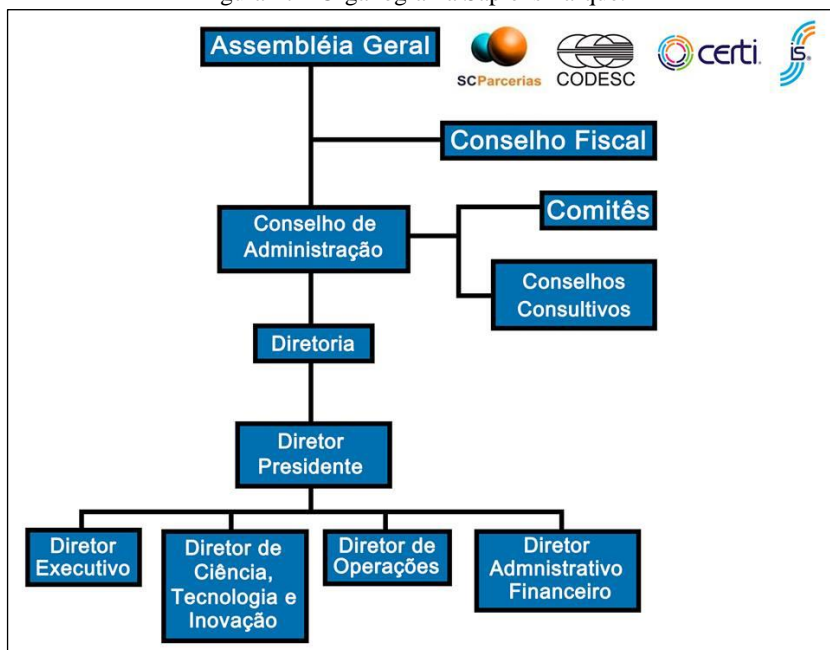 Assembléia Geral
SCParcerias
CODESC
certi.
is.
Conselho Fiscal
Conselho de
Administração
Comitês
Conselhos
Consultivos
Diretoria
Diretor
Presidente
Diretor
Executivo
Diretor de
Ciência,
Tecnologia e
Inovação
Diretor de
Operações
Diretor
Admnistrativo
Financeiro